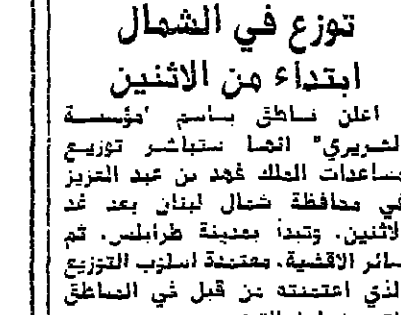 توزع في الشمال
ابتداء من الاثنين
اعلن ناطق باسم "مؤسسة
الحريري" انها ستباشر توزيع
مساعدات الملك فهد بن عبد العزيز
في محافظة شمال لبنان بعد غد
الاثنين. وتبدأ بمدينة طرابلس. ثم
سائر الاقضية، معتمدة اسلوب التوزيع
الذي اعتمدته من قبل في المناطق